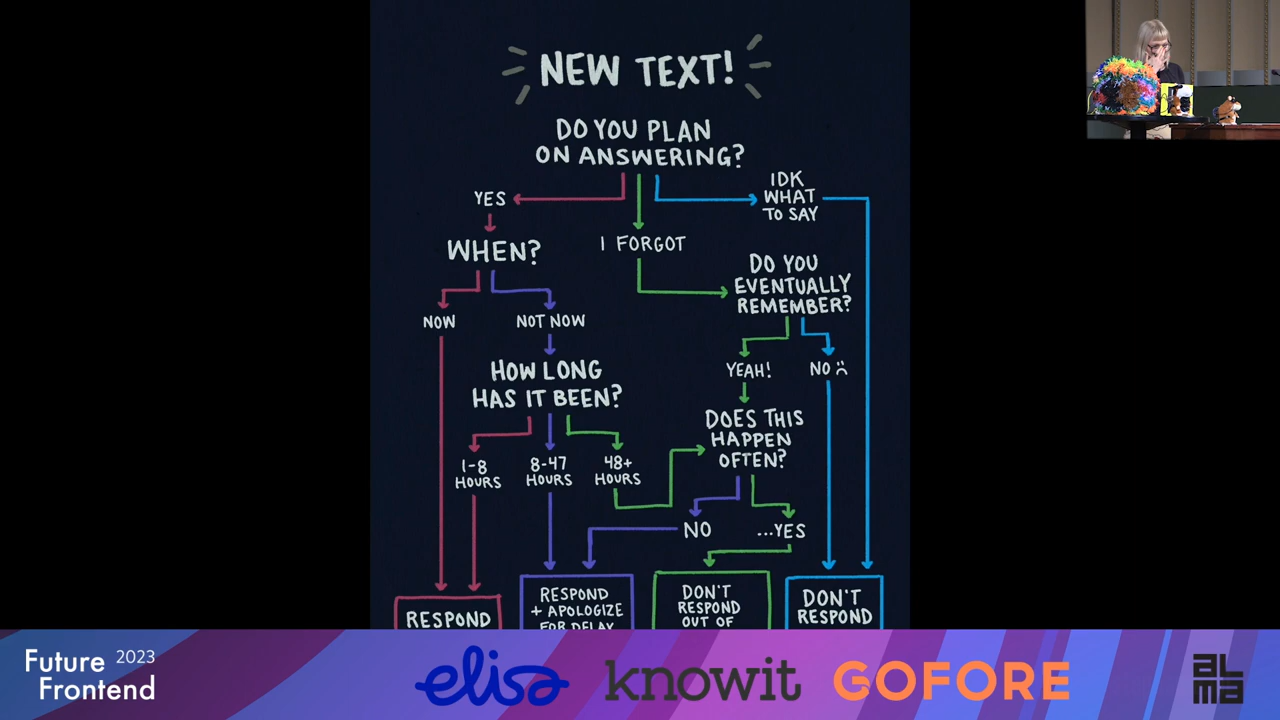 NEW TEXT!
DO YOU PLAN
ON ANSWERING?
YES
IDK
WHAT
TO SAY
I FORGOT
WHEN?
DO YOU
EVENTUALLY
REMEMBER?
NOW
NOT NOW
HOW LONG
HAS IT BEEN?
YEAH!
NO :(
DOES THIS
HAPPEN
OFTEN?
1-8
HOURS
8-47
HOURS
48+
HOURS
NO
...YES
RESPOND
RESPOND
+ APOLOGIZE
FOR DELAY
DON'T
RESPOND
OUT OF
DON'T
RESPOND
Future 2023
Frontend
elisa
knowit
GOFORE
ALMA